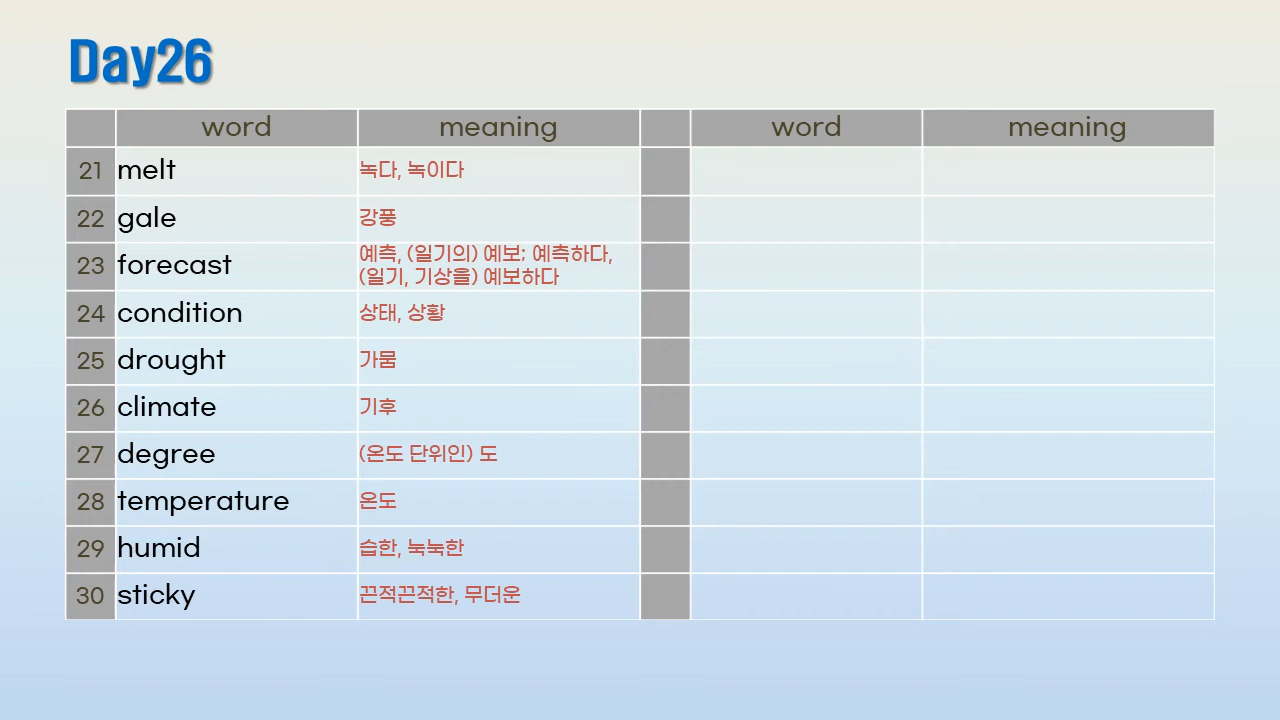 Day26
word meaning word meaning
21 melt 녹다, 녹이다
22 gale 강풍
23 forecast 예측, (일기의) 예보; 예측하다,
(일기, 기상을) 예보하다
24 condition 상태, 상황
25 drought 가뭄
26 climate 기후
27 degree (온도 단위인) 도
28 temperature 온도
29 humid 습한, 눅눅한
30 sticky 끈적끈적한, 무더운